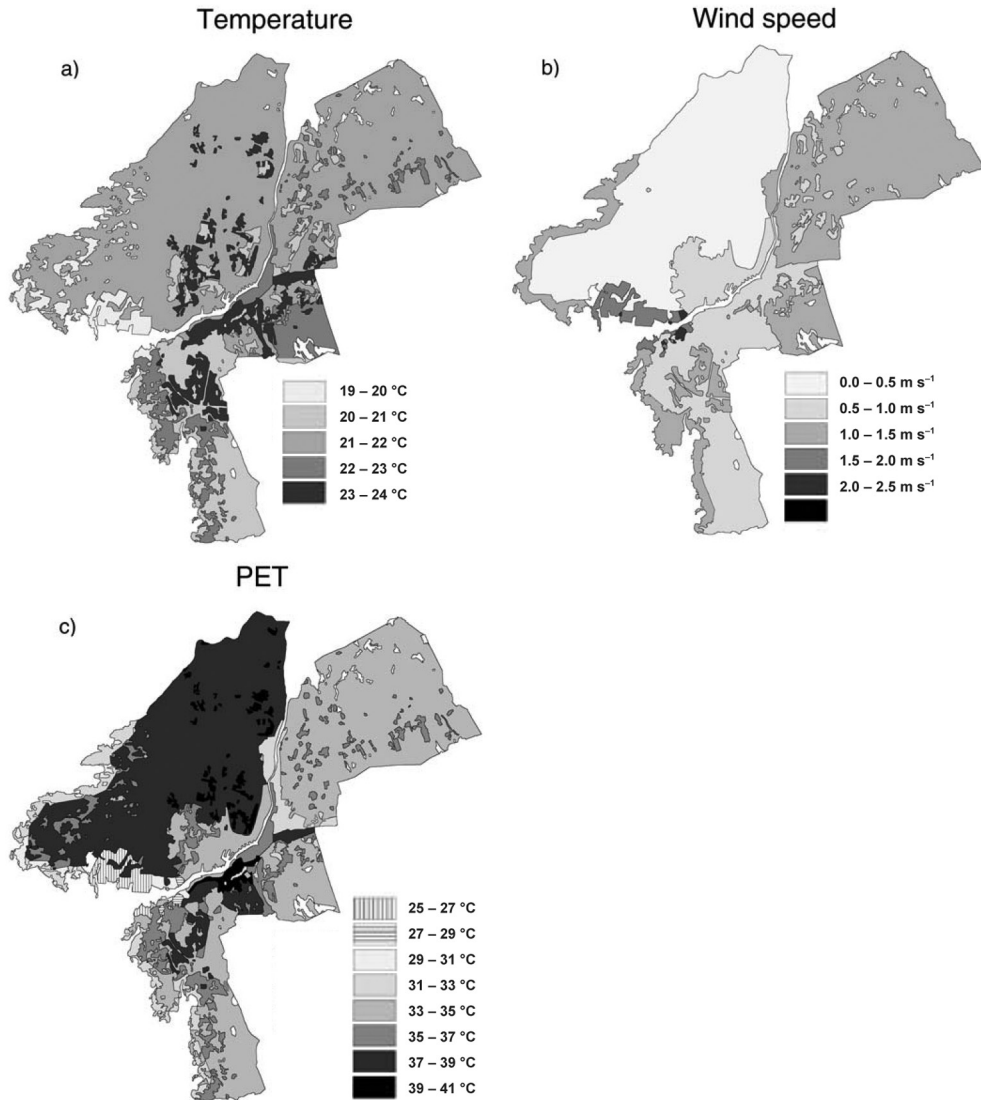 Temperature
a)
19 – 20 °C
20 – 21 °C
21 – 22 °C
22 – 23 °C
23 – 24 °C
Wind speed
b)
0.0 – 0.5 m s⁻¹
0.5 – 1.0 m s⁻¹
1.0 – 1.5 m s⁻¹
1.5 – 2.0 m s⁻¹
2.0 – 2.5 m s⁻¹
PET
c)
25 – 27 °C
27 – 29 °C
29 – 31 °C
31 – 33 °C
33 – 35 °C
35 – 37 °C
37 – 39 °C
39 – 41 °C